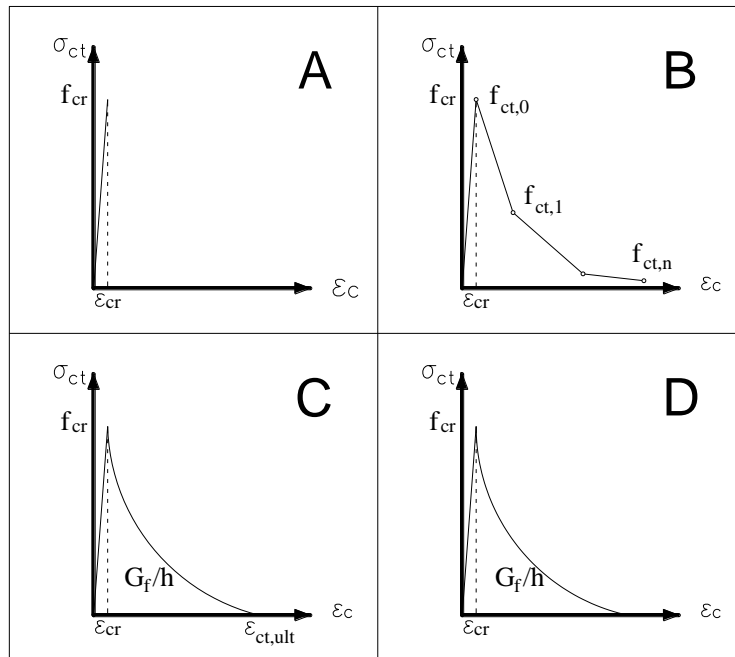 σct
A
fcr
εcr
εc
σct
B
fcr
fct,0
fct,1
fct,n
εcr
εc
σct
C
fcr
Gf/h
εcr
εct,ult
εc
σct
D
fcr
Gf/h
εcr
εc